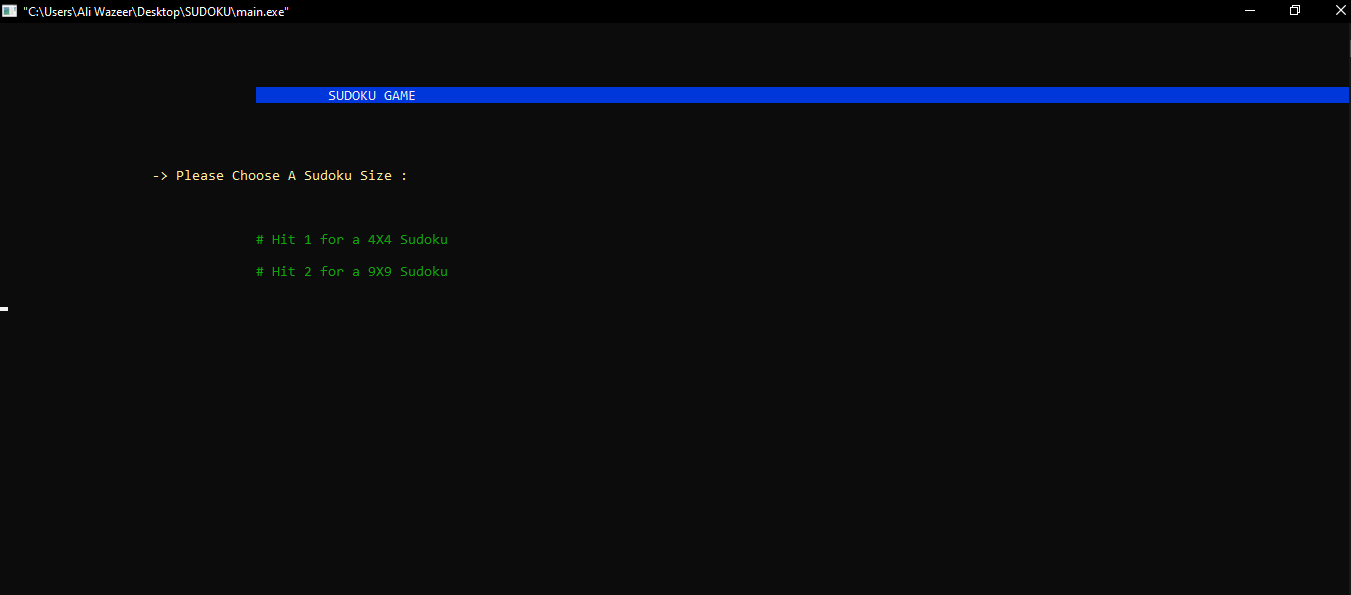 "C:\Users\Ali Wazeer\Desktop\SUDOKU\main.exe"
SUDOKU GAME
-> Please Choose A Sudoku Size :
# Hit 1 for a 4X4 Sudoku
# Hit 2 for a 9X9 Sudoku